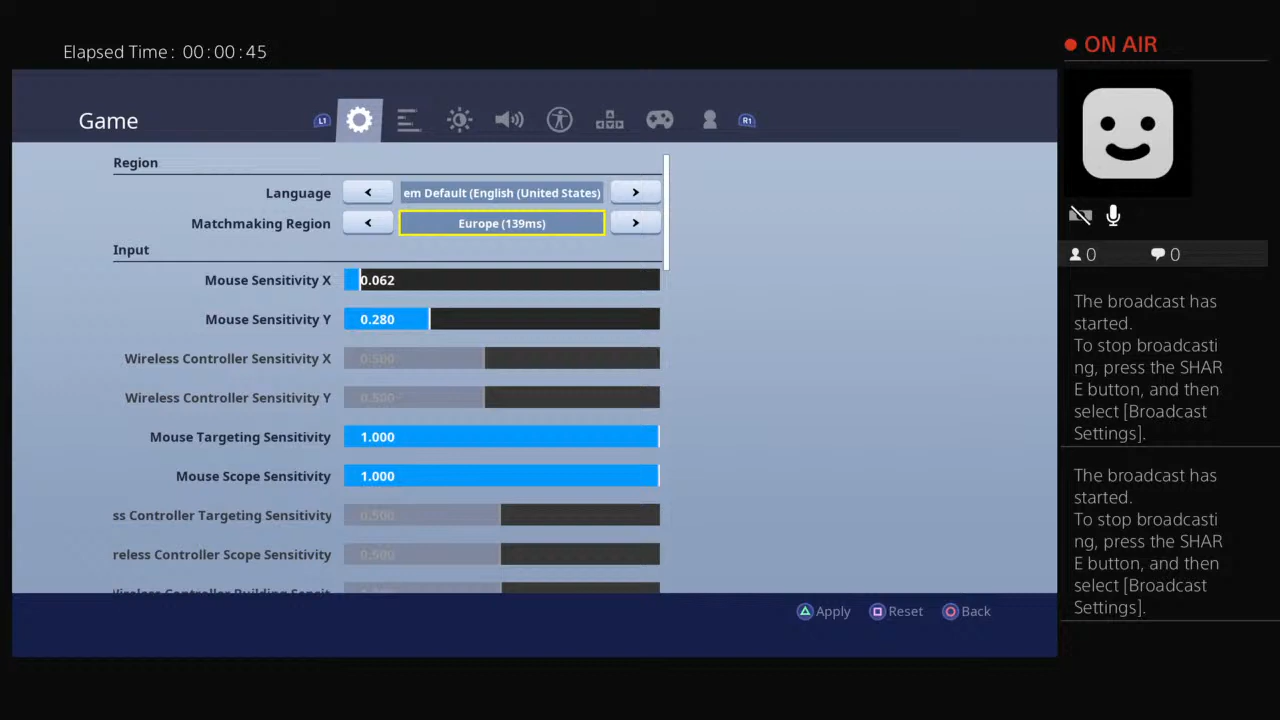 Elapsed Time: 00:00:45
ON AIR
Game
L1
R1
Region
Language
em Default (English (United States)
Matchmaking Region
Europe (139ms)
Input
Mouse Sensitivity X
0.062
Mouse Sensitivity Y
0.280
Wireless Controller Sensitivity X
0.500
Wireless Controller Sensitivity Y
0.500
Mouse Targeting Sensitivity
1.000
Mouse Scope Sensitivity
1.000
ss Controller Targeting Sensitivity
0.500
reless Controller Scope Sensitivity
0.500
Apply
Reset
Back
0
0
The broadcast has
started.
To stop broadcasti
ng, press the SHAR
E button, and then
select [Broadcast
Settings].
The broadcast has
started.
To stop broadcasti
ng, press the SHAR
E button, and then
select [Broadcast
Settings].